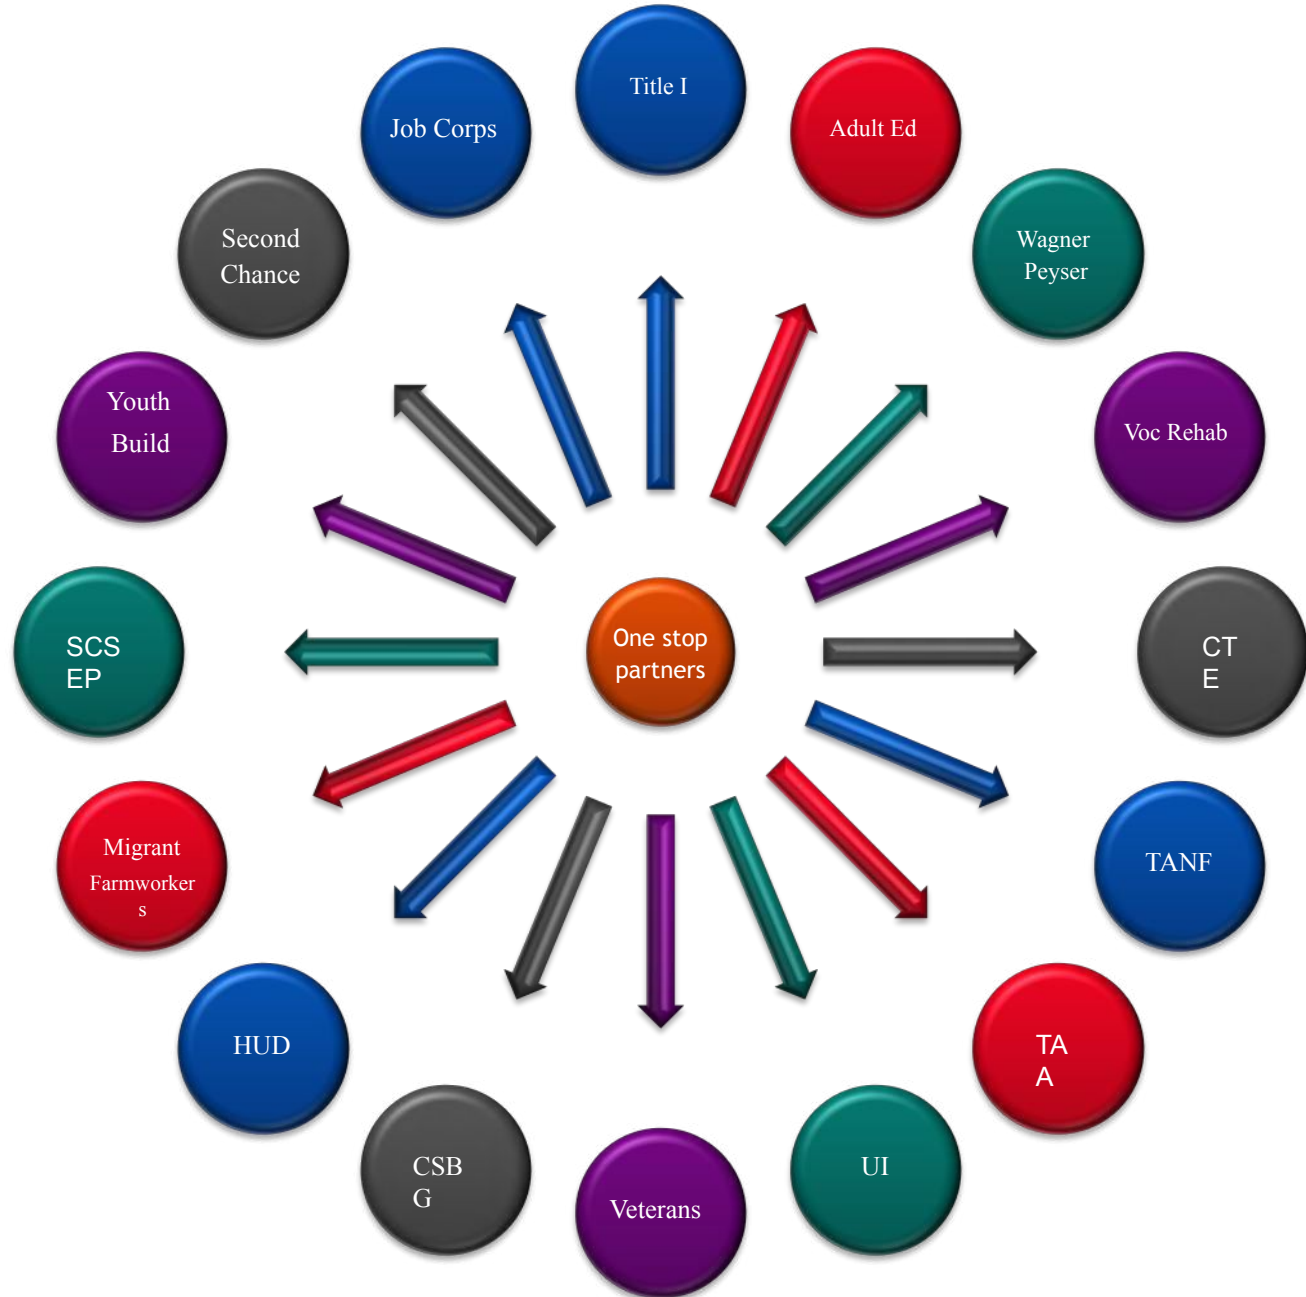 Title I
Adult Ed
Wagner
Peyser
Voc Rehab
CT
E
TANF
TA
A
UI
Veterans
CSB
G
HUD
Migrant
Farmworker
s
SCS
EP
Youth
Build
Second
Chance
Job Corps
One stop
partners